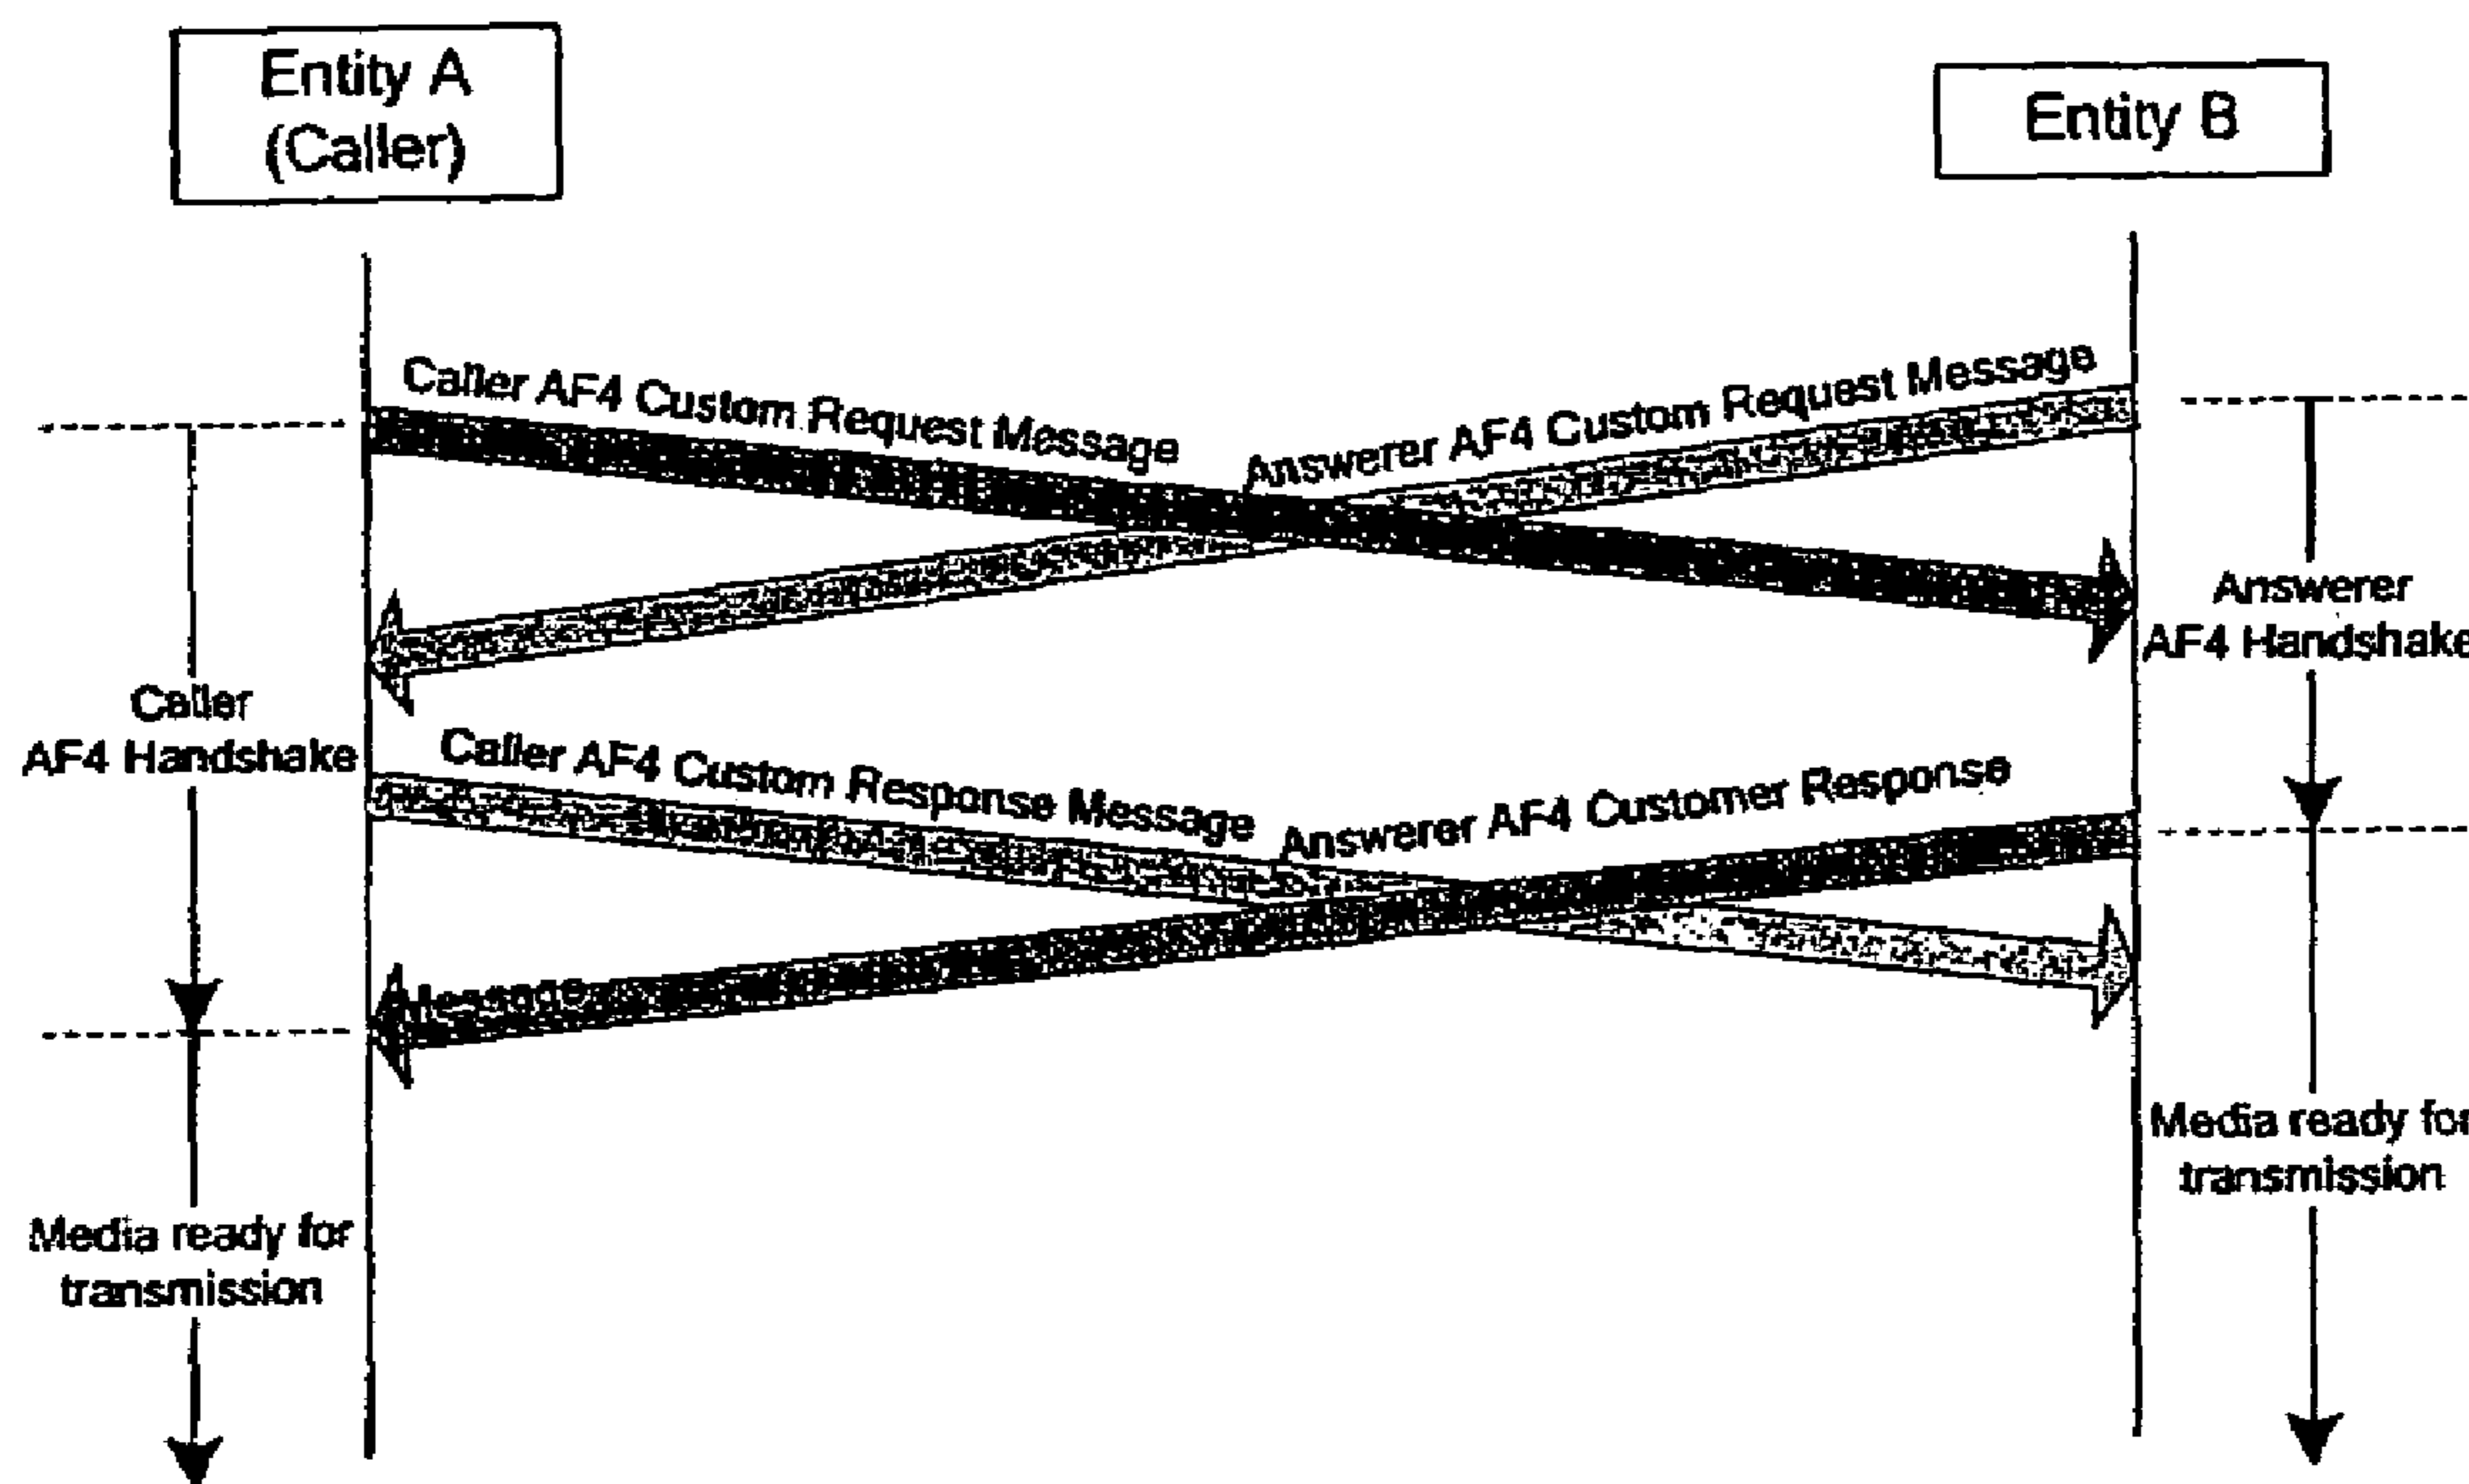 Entity A
(Caller)
Entity B
Caller AF4 Custom Request Message
Answerer AF4 Custom Request Message
Answerer
AF4 Handshake
Caller
AF4 Handshake
Caller AF4 Custom Response Message
Answerer AF4 Customer Response
Message
Media ready for
transmission
Media ready for
transmission